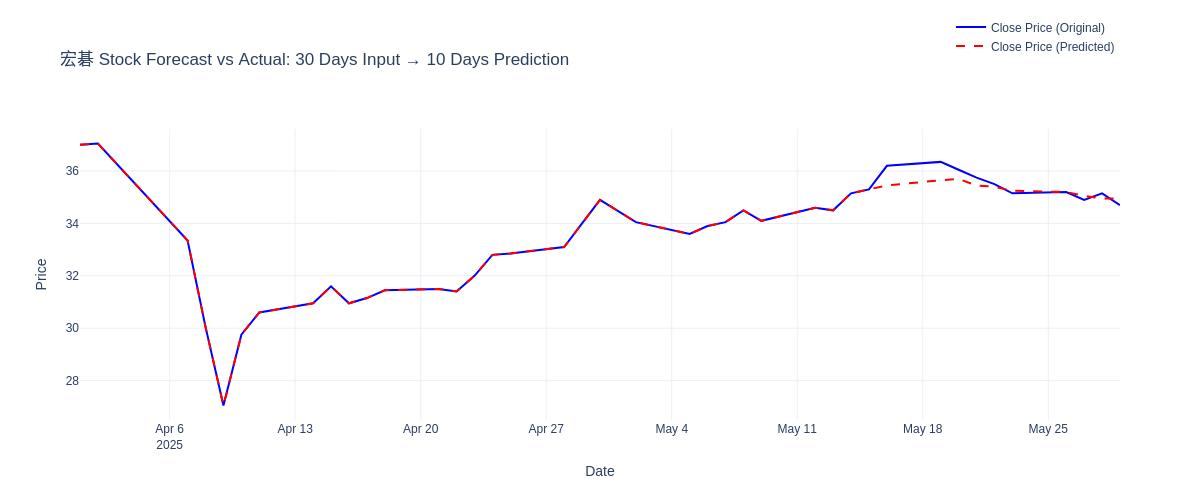 宏碁 Stock Forecast vs Actual: 30 Days Input → 10 Days Prediction
Close Price (Original)
Close Price (Predicted)
Price
36
34
32
30
28
Apr 6
2025
Apr 13
Apr 20
Apr 27
May 4
May 11
May 18
May 25
Date